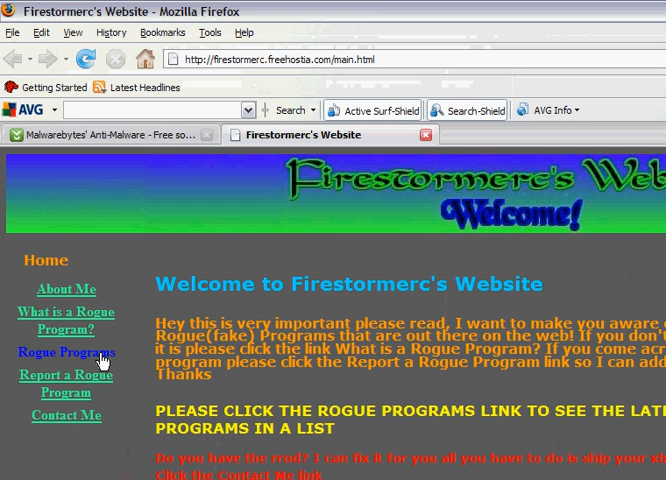 Firestormerc's Website - Mozilla Firefox
File Edit View History Bookmarks Tools Help
http://firestormerc.freehostia.com/main.html
Getting Started Latest Headlines
AVG Search Active Surf-Shield Search-Shield AVG Info
Malwarebytes' Anti-Malware - Free so... Firestormerc's Website
Firestormerc's Web
Welcome!
Home
About Me
What is a Rogue
Program?
Rogue Programs
Report a Rogue
Program
Contact Me
Welcome to Firestormerc's Website
Hey this is very important please read, I want to make you aware
Rogue(fake) Programs that are out there on the web! If you don'
it is please click the link What is a Rogue Program? If you come
program please click the Report a Rogue Program link so I can add
Thanks
PLEASE CLICK THE ROGUE PROGRAMS LINK TO SEE THE
PROGRAMS IN A LIST
Do you have the rrod? I can fix it for you all you have to do is ship your
Click the Contact Me link